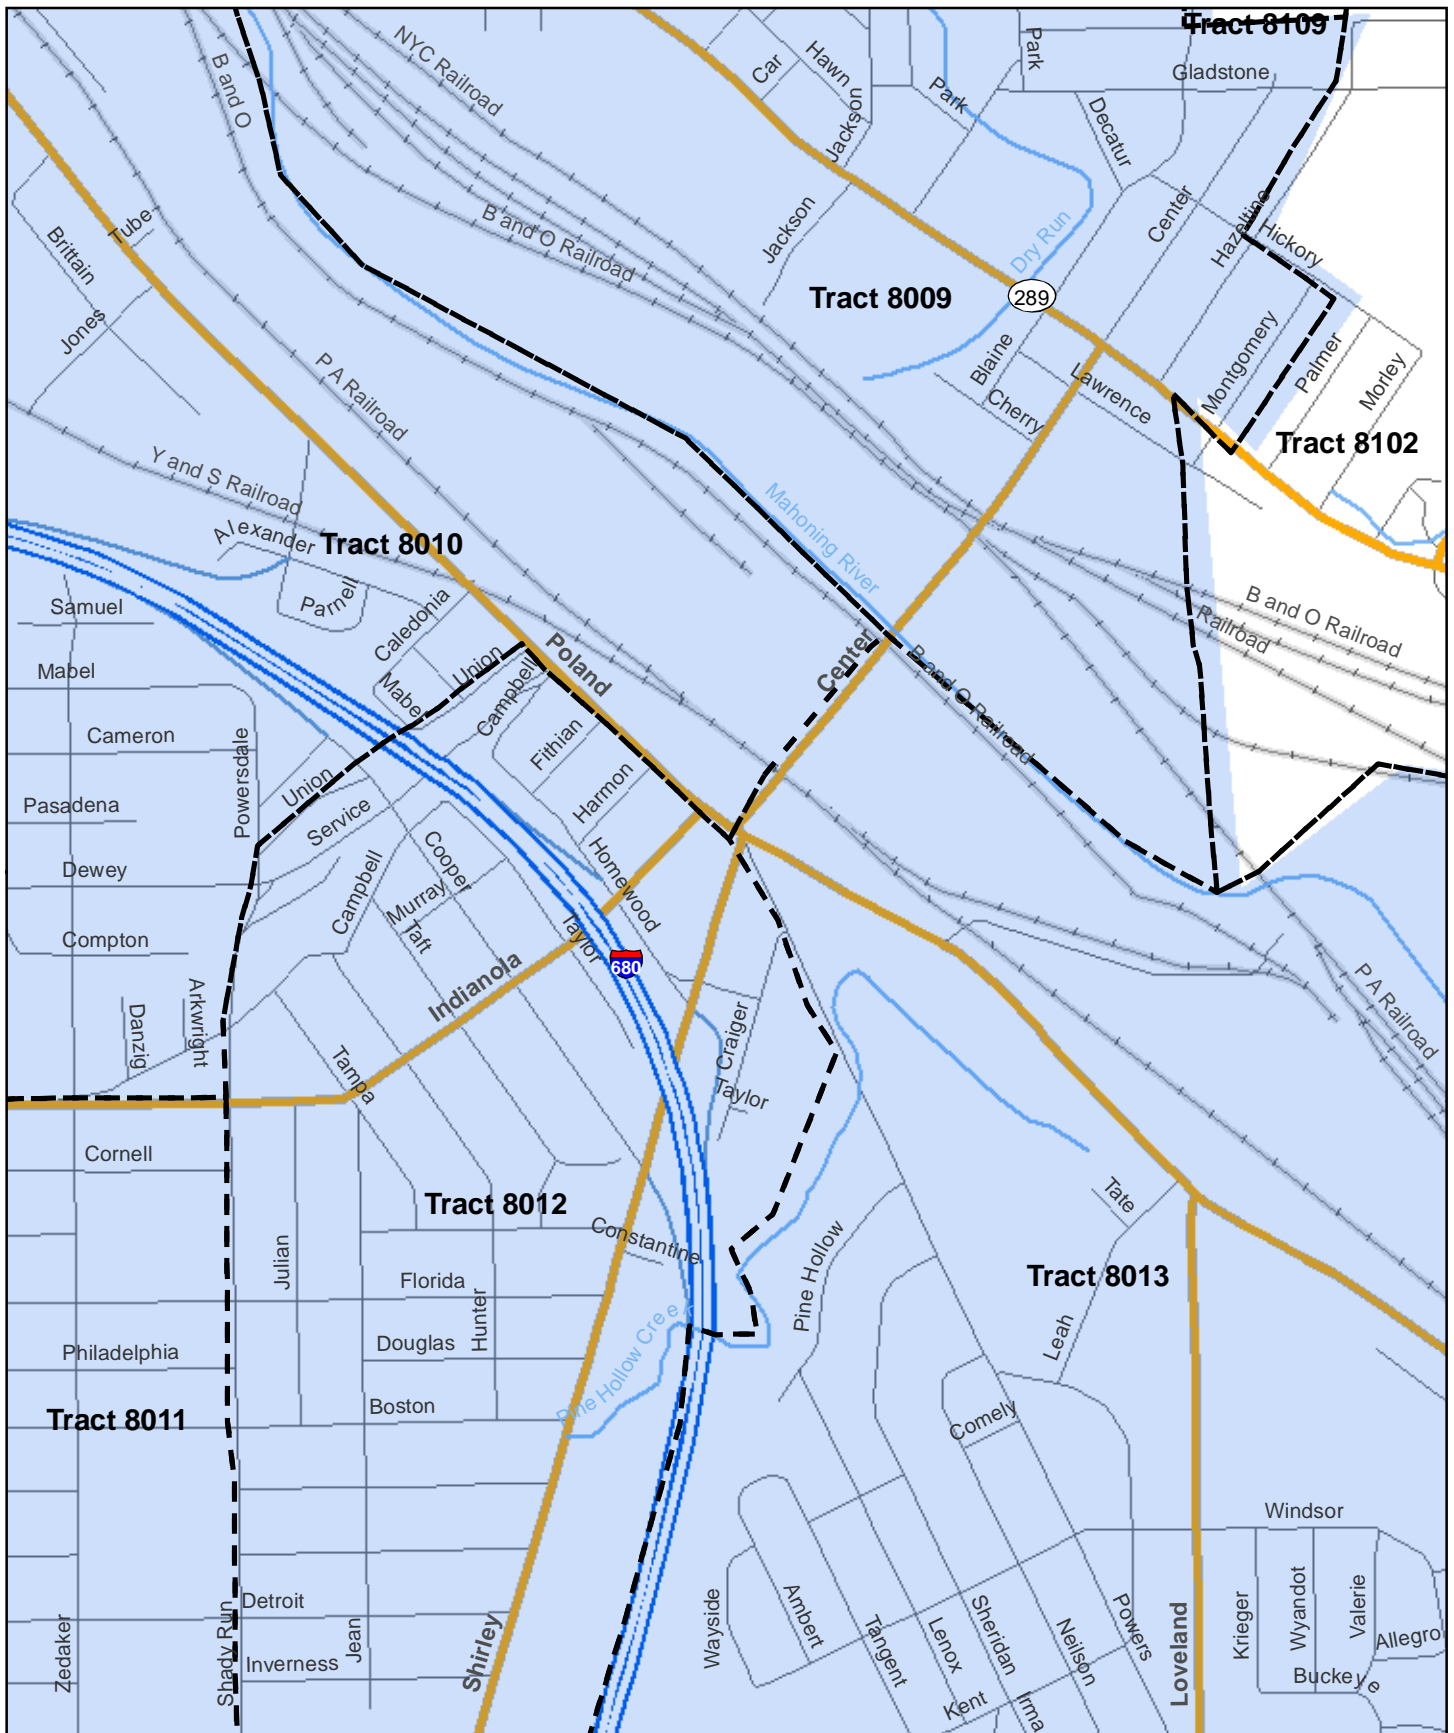 Tract 8109
NYC Railroad
B and O
Car
Hawn
Park
Park
Gladstone
Jackson
Decatur
Jackson
B and O Railroad
Dry Run
Center
Hazeltine
Hickory
Tube
Brittain
Jones
Tract 8009
289
P A Railroad
Blaine
Lawrence
Montgomery
Palmer
Morley
Cherry
Tract 8102
Y and S Railroad
Alexander
Tract 8010
Mahoning River
Parnell
Samuel
Caledonia
B and O Railroad
Railroad
Mabel
Union
Mabel
Campbell
Poland
Center
B and O Railroad
Cameron
Powersdale
Fithian
Union
Harmon
Pasadena
Service
Cooper
Homewood
Dewey
Campbell
Murray
Taft
Taylor
Compton
Indianola
680
Arkwright
Danzig
Craiger
P A Railroad
Tampa
Taylor
Cornell
Tate
Tract 8012
Constantine
Pine Hollow
Julian
Florida
Tract 8013
Hunter
Pine Hollow Cree
Leah
Douglas
Philadelphia
Boston
Tract 8011
Comely
Windsor
Detroit
Zedaker
Shady Run
Jean
Inverness
Shirley
Wayside
Ambert
Tangent
Lenox
Sheridan
Neilson
Powers
Loveland
Krieger
Wyandot
Valerie
Allegro
Buckeye
Kent
Irma